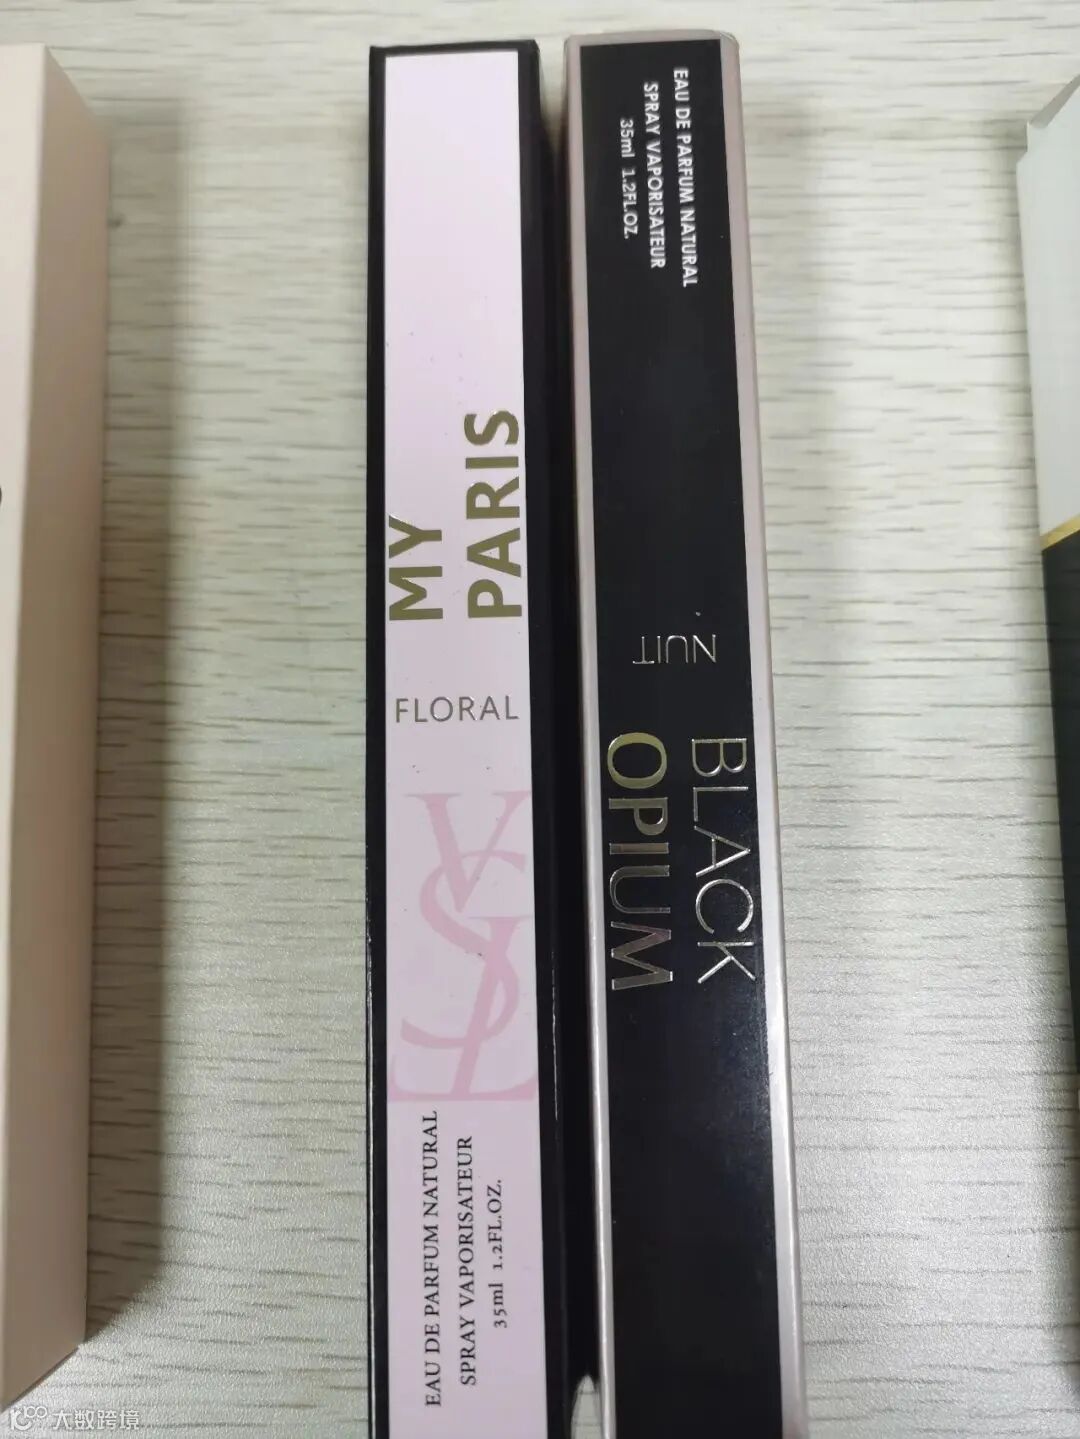 MY
PARIS
FLORAL
YSL
EAU DE PARFUM NATURAL
SPRAY VAPORISATEUR
35ml 1.2FL.OZ.
EAU DE PARFUM NATURAL
SPRAY VAPORISATEUR
35ml 1.2FL.OZ.
NUIT
BLACK
OPIUM
大数跨境